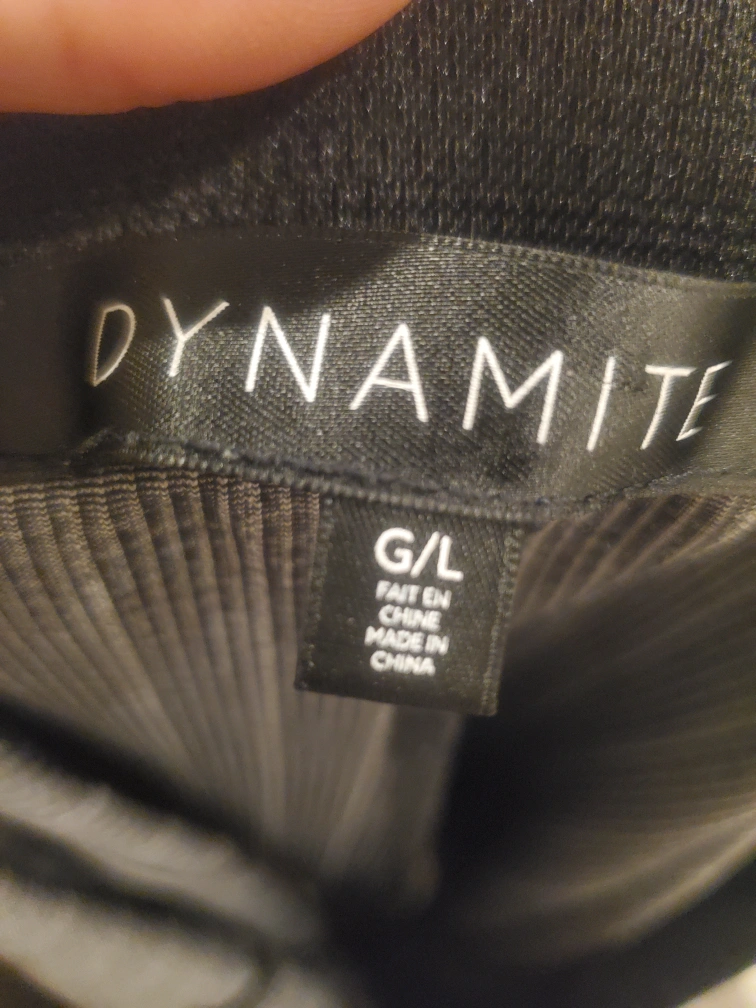 DYNAMITE
G/L
FAIT EN
CHINE
MADE IN
CHINA